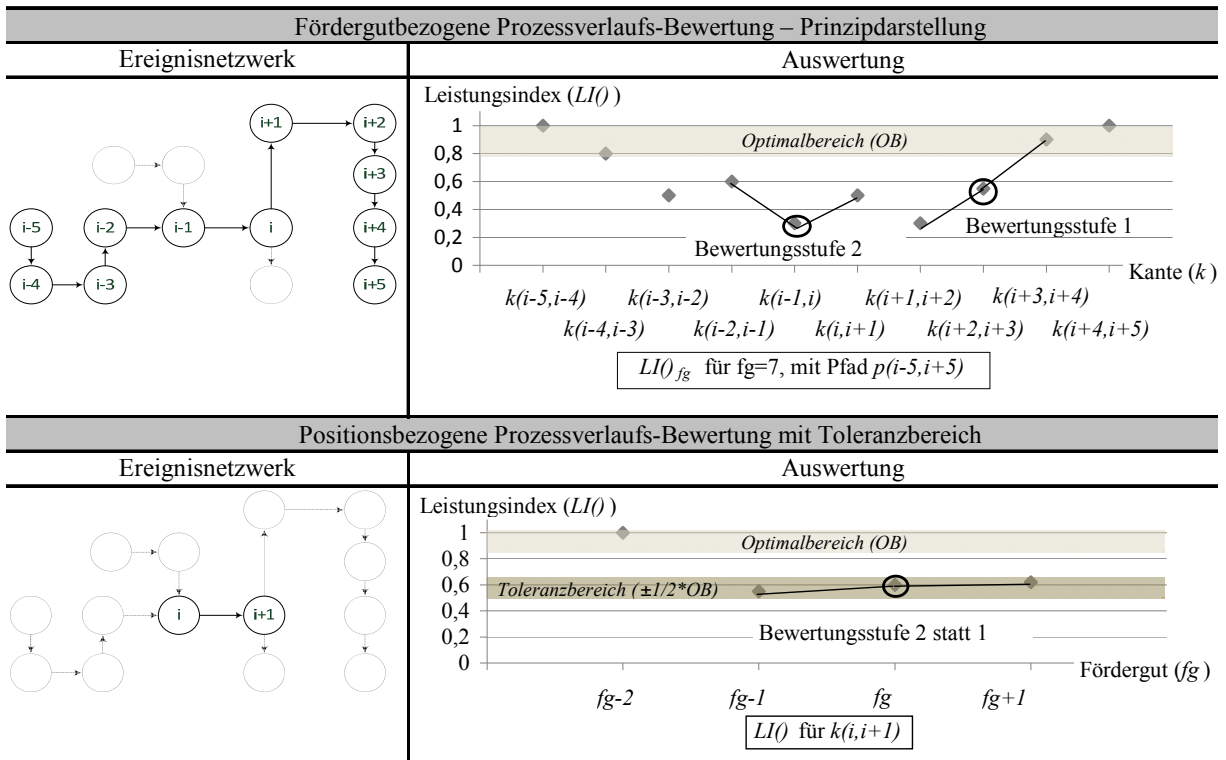 Fördergutbezogene Prozessverlaufs-Bewertung – Prinzipdarstellung
Ereignisnetzwerk
Auswertung
i+1
i+2
i+3
i-5
i-2
i-1
i
i+4
i-4
i-3
i+5
Leistungsindex (LI() )
1
0,8
0,6
0,4
0,2
0
Optimalbereich (OB)
Bewertungsstufe 2
Bewertungsstufe 1
Kante (k)
k(i-5,i-4)
k(i-3,i-2)
k(i-1,i)
k(i+1,i+2)
k(i+3,i+4)
k(i-4,i-3)
k(i-2,i-1)
k(i,i+1)
k(i+2,i+3)
k(i+4,i+5)
LI()fg für fg=7, mit Pfad p(i-5,i+5)
Positionsbezogene Prozessverlaufs-Bewertung mit Toleranzbereich
Ereignisnetzwerk
Auswertung
i
i+1
Leistungsindex (LI() )
1
0,8
0,6
0,4
0,2
0
Optimalbereich (OB)
Toleranzbereich (±1/2*OB)
Bewertungsstufe 2 statt 1
Fördergut (fg )
fg-2
fg-1
fg
fg+1
LI() für k(i,i+1)